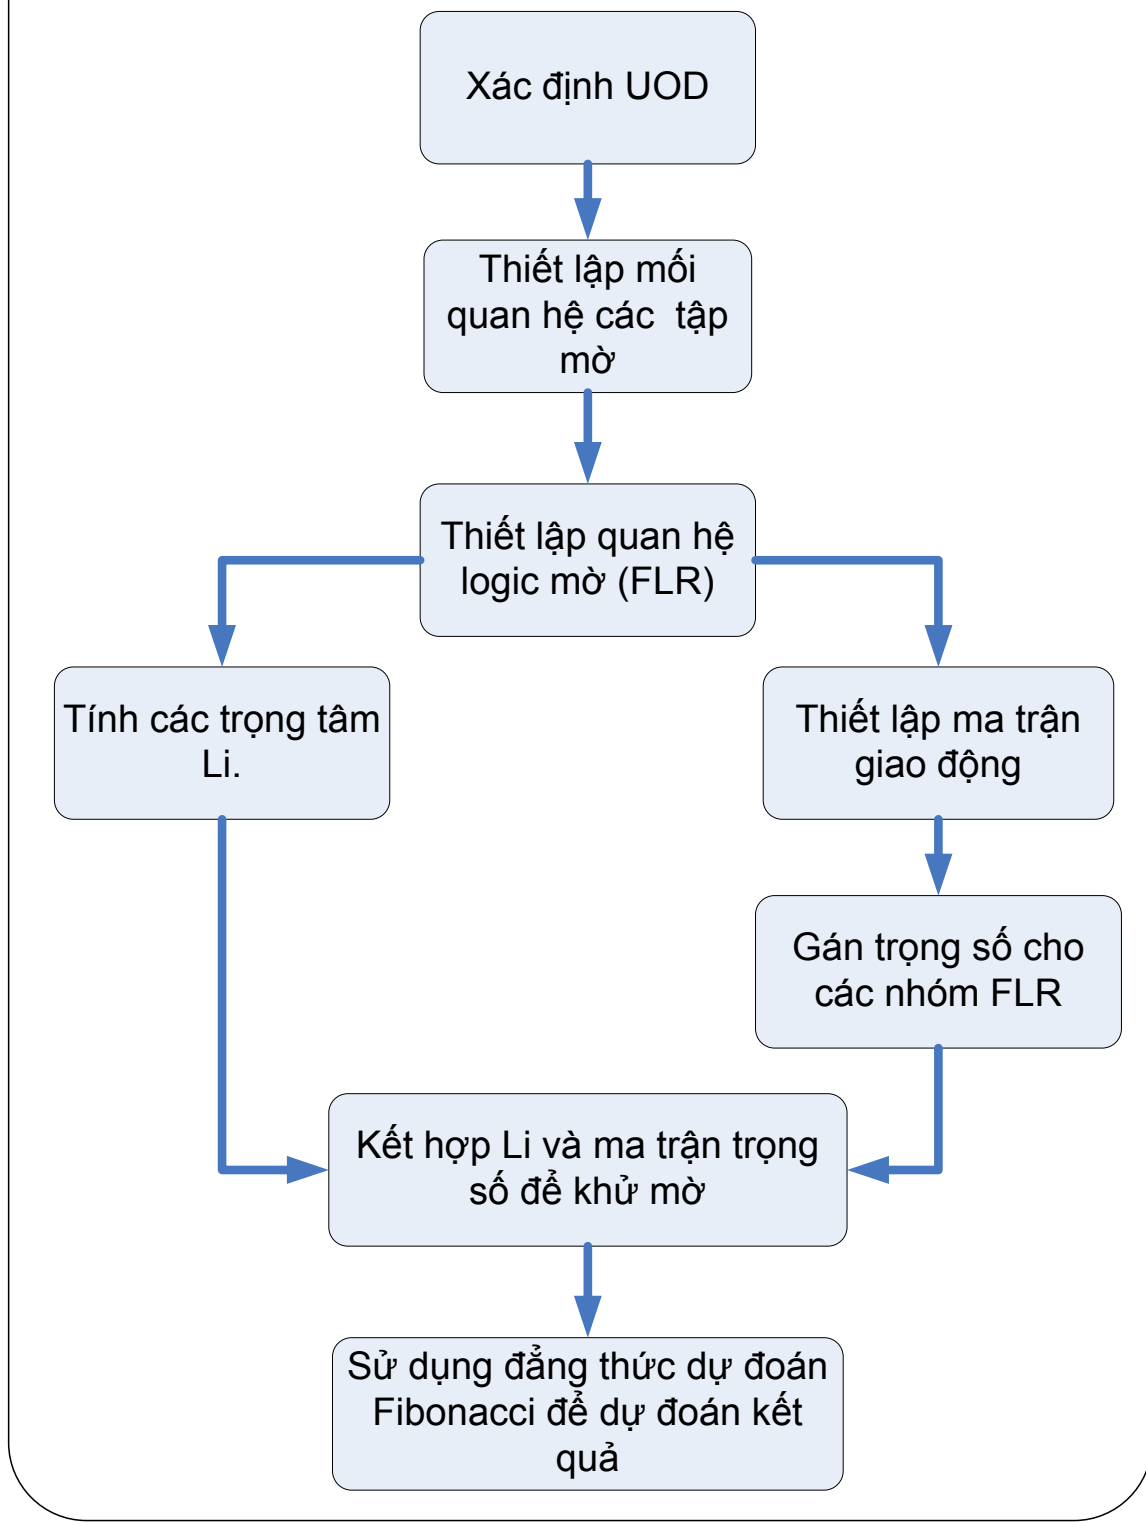 Xác định UOD
Thiết lập mối
quan hệ các tập
mờ
Thiết lập quan hệ
logic mờ (FLR)
Tính các trọng tâm
Li.
Thiết lập ma trận
giao động
Gán trọng số cho
các nhóm FLR
Kết hợp Li và ma trận trọng
số để khử mờ
Sử dụng đẳng thức dự đoán
Fibonacci để dự đoán kết
quả